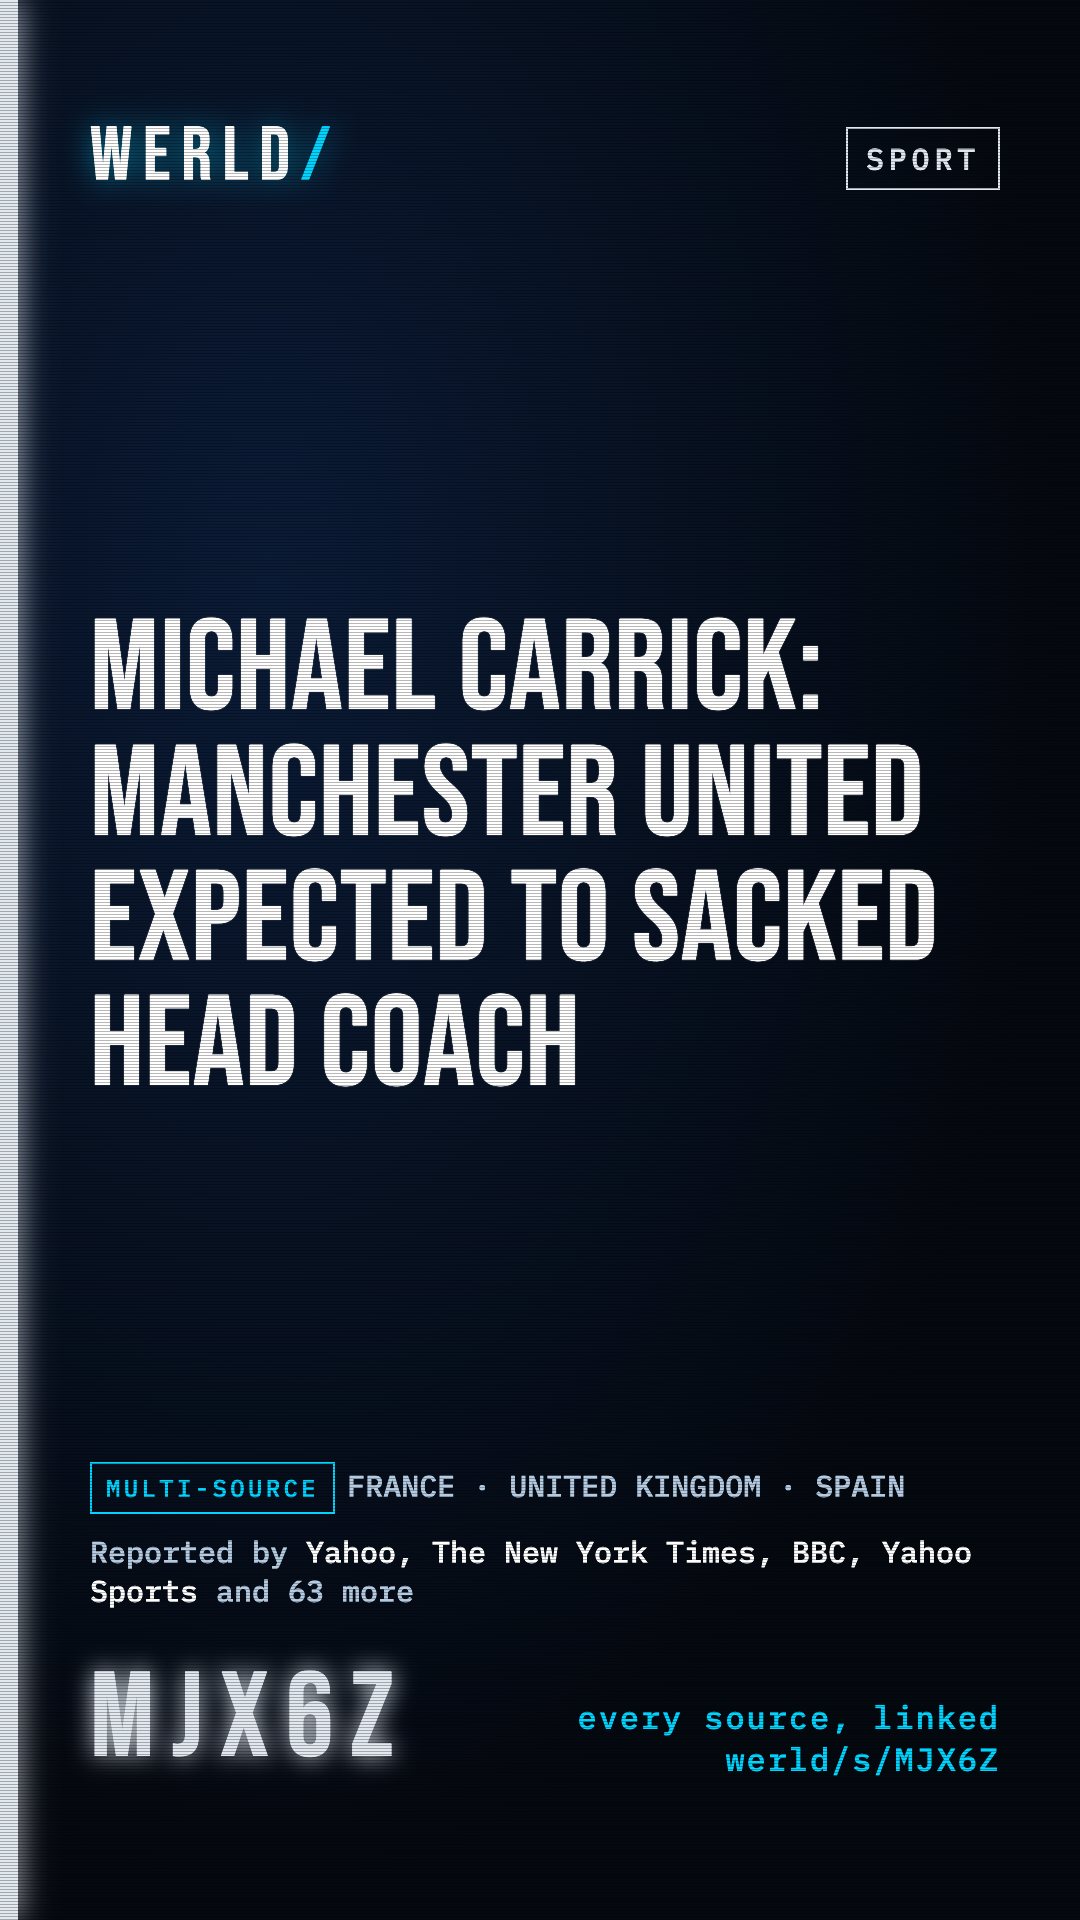 WERLD/
SPORT
MICHAEL CARRICK:
MANCHESTER UNITED
EXPECTED TO SACKED
HEAD COACH
MULTI-SOURCE FRANCE · UNITED KINGDOM · SPAIN
Reported by Yahoo, The New York Times, BBC, Yahoo
Sports and 63 more
MJX6Z
every source, linked
werld/s/MJX6Z